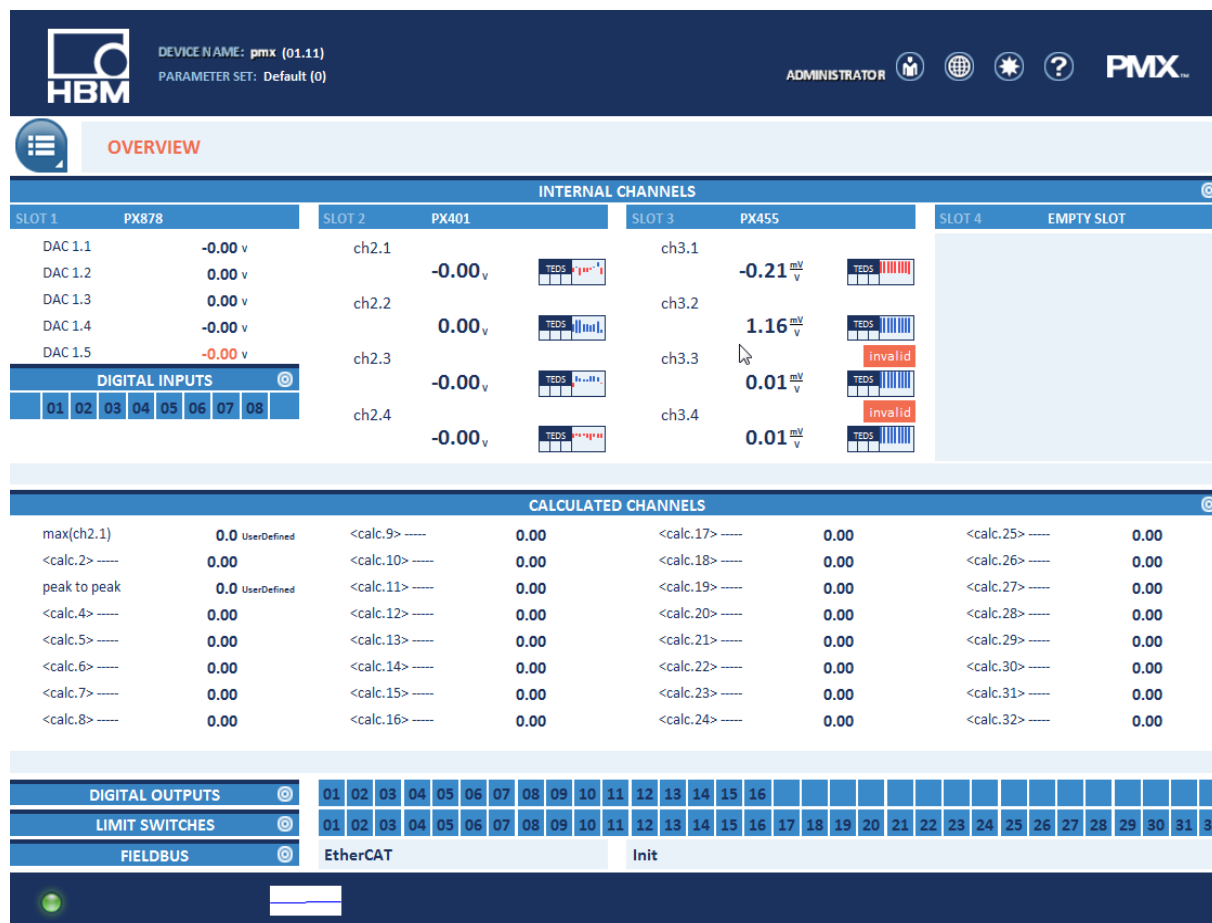 HBM
DEVICE NAME: pmx (01.11)
PARAMETER SET: Default (0)
ADMINISTRATOR
?
PMX™
OVERVIEW
INTERNAL CHANNELS
SLOT 1 PX878
DAC 1.1 -0.00 V
DAC 1.2 0.00 V
DAC 1.3 0.00 V
DAC 1.4 -0.00 V
DAC 1.5 -0.00 V
DIGITAL INPUTS
01 02 03 04 05 06 07 08
SLOT 2 PX401
ch2.1
-0.00 V TEDS
ch2.2
0.00 V TEDS
ch2.3
-0.00 V TEDS
ch2.4
-0.00 V TEDS
SLOT 3 PX455
ch3.1
-0.21 mV/V TEDS
ch3.2
1.16 mV/V TEDS
ch3.3 invalid
0.01 mV/V TEDS
ch3.4 invalid
0.01 mV/V TEDS
SLOT 4 EMPTY SLOT
CALCULATED CHANNELS
max(ch2.1) 0.0 UserDefined <calc.9> ----- 0.00 <calc.17> ----- 0.00 <calc.25> ----- 0.00
<calc.2> ----- 0.00 <calc.10> ----- 0.00 <calc.18> ----- 0.00 <calc.26> ----- 0.00
peak to peak 0.0 UserDefined <calc.11> ----- 0.00 <calc.19> ----- 0.00 <calc.27> ----- 0.00
<calc.4> ----- 0.00 <calc.12> ----- 0.00 <calc.20> ----- 0.00 <calc.28> ----- 0.00
<calc.5> ----- 0.00 <calc.13> ----- 0.00 <calc.21> ----- 0.00 <calc.29> ----- 0.00
<calc.6> ----- 0.00 <calc.14> ----- 0.00 <calc.22> ----- 0.00 <calc.30> ----- 0.00
<calc.7> ----- 0.00 <calc.15> ----- 0.00 <calc.23> ----- 0.00 <calc.31> ----- 0.00
<calc.8> ----- 0.00 <calc.16> ----- 0.00 <calc.24> ----- 0.00 <calc.32> ----- 0.00
DIGITAL OUTPUTS 01 02 03 04 05 06 07 08 09 10 11 12 13 14 15 16
LIMIT SWITCHES 01 02 03 04 05 06 07 08 09 10 11 12 13 14 15 16 17 18 19 20 21 22 23 24 25 26 27 28 29 30 31
FIELDBUS EtherCAT Init